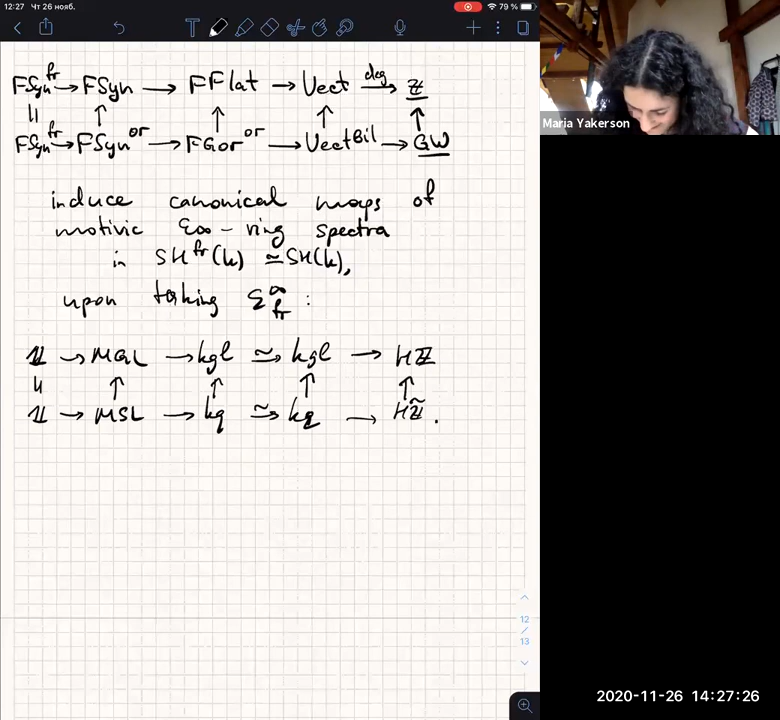 12:27 Чт 26 нояб. 79 %
FSyn^fr → FSyn → FFlat → Vect —deg→ ℤ
|| ↑ ↑ ↑ ↑
FSyn^fr → FSyn^or → FGor^or → VectBil → GW
induce canonical maps of
motivic E∞ - ring spectra
in SH^fr(k) ≃ SH(k),
upon taking Σ^∞_fr :
𝟙 → MGL → kgl ≃→ kgl → Hℤ
|| ↑ ↑ ↑ ↑
𝟙 → MSL → kq ≃→ kq → Hℤ̃ .
Maria Yakerson
12
/
13
2020-11-26 14:27:26